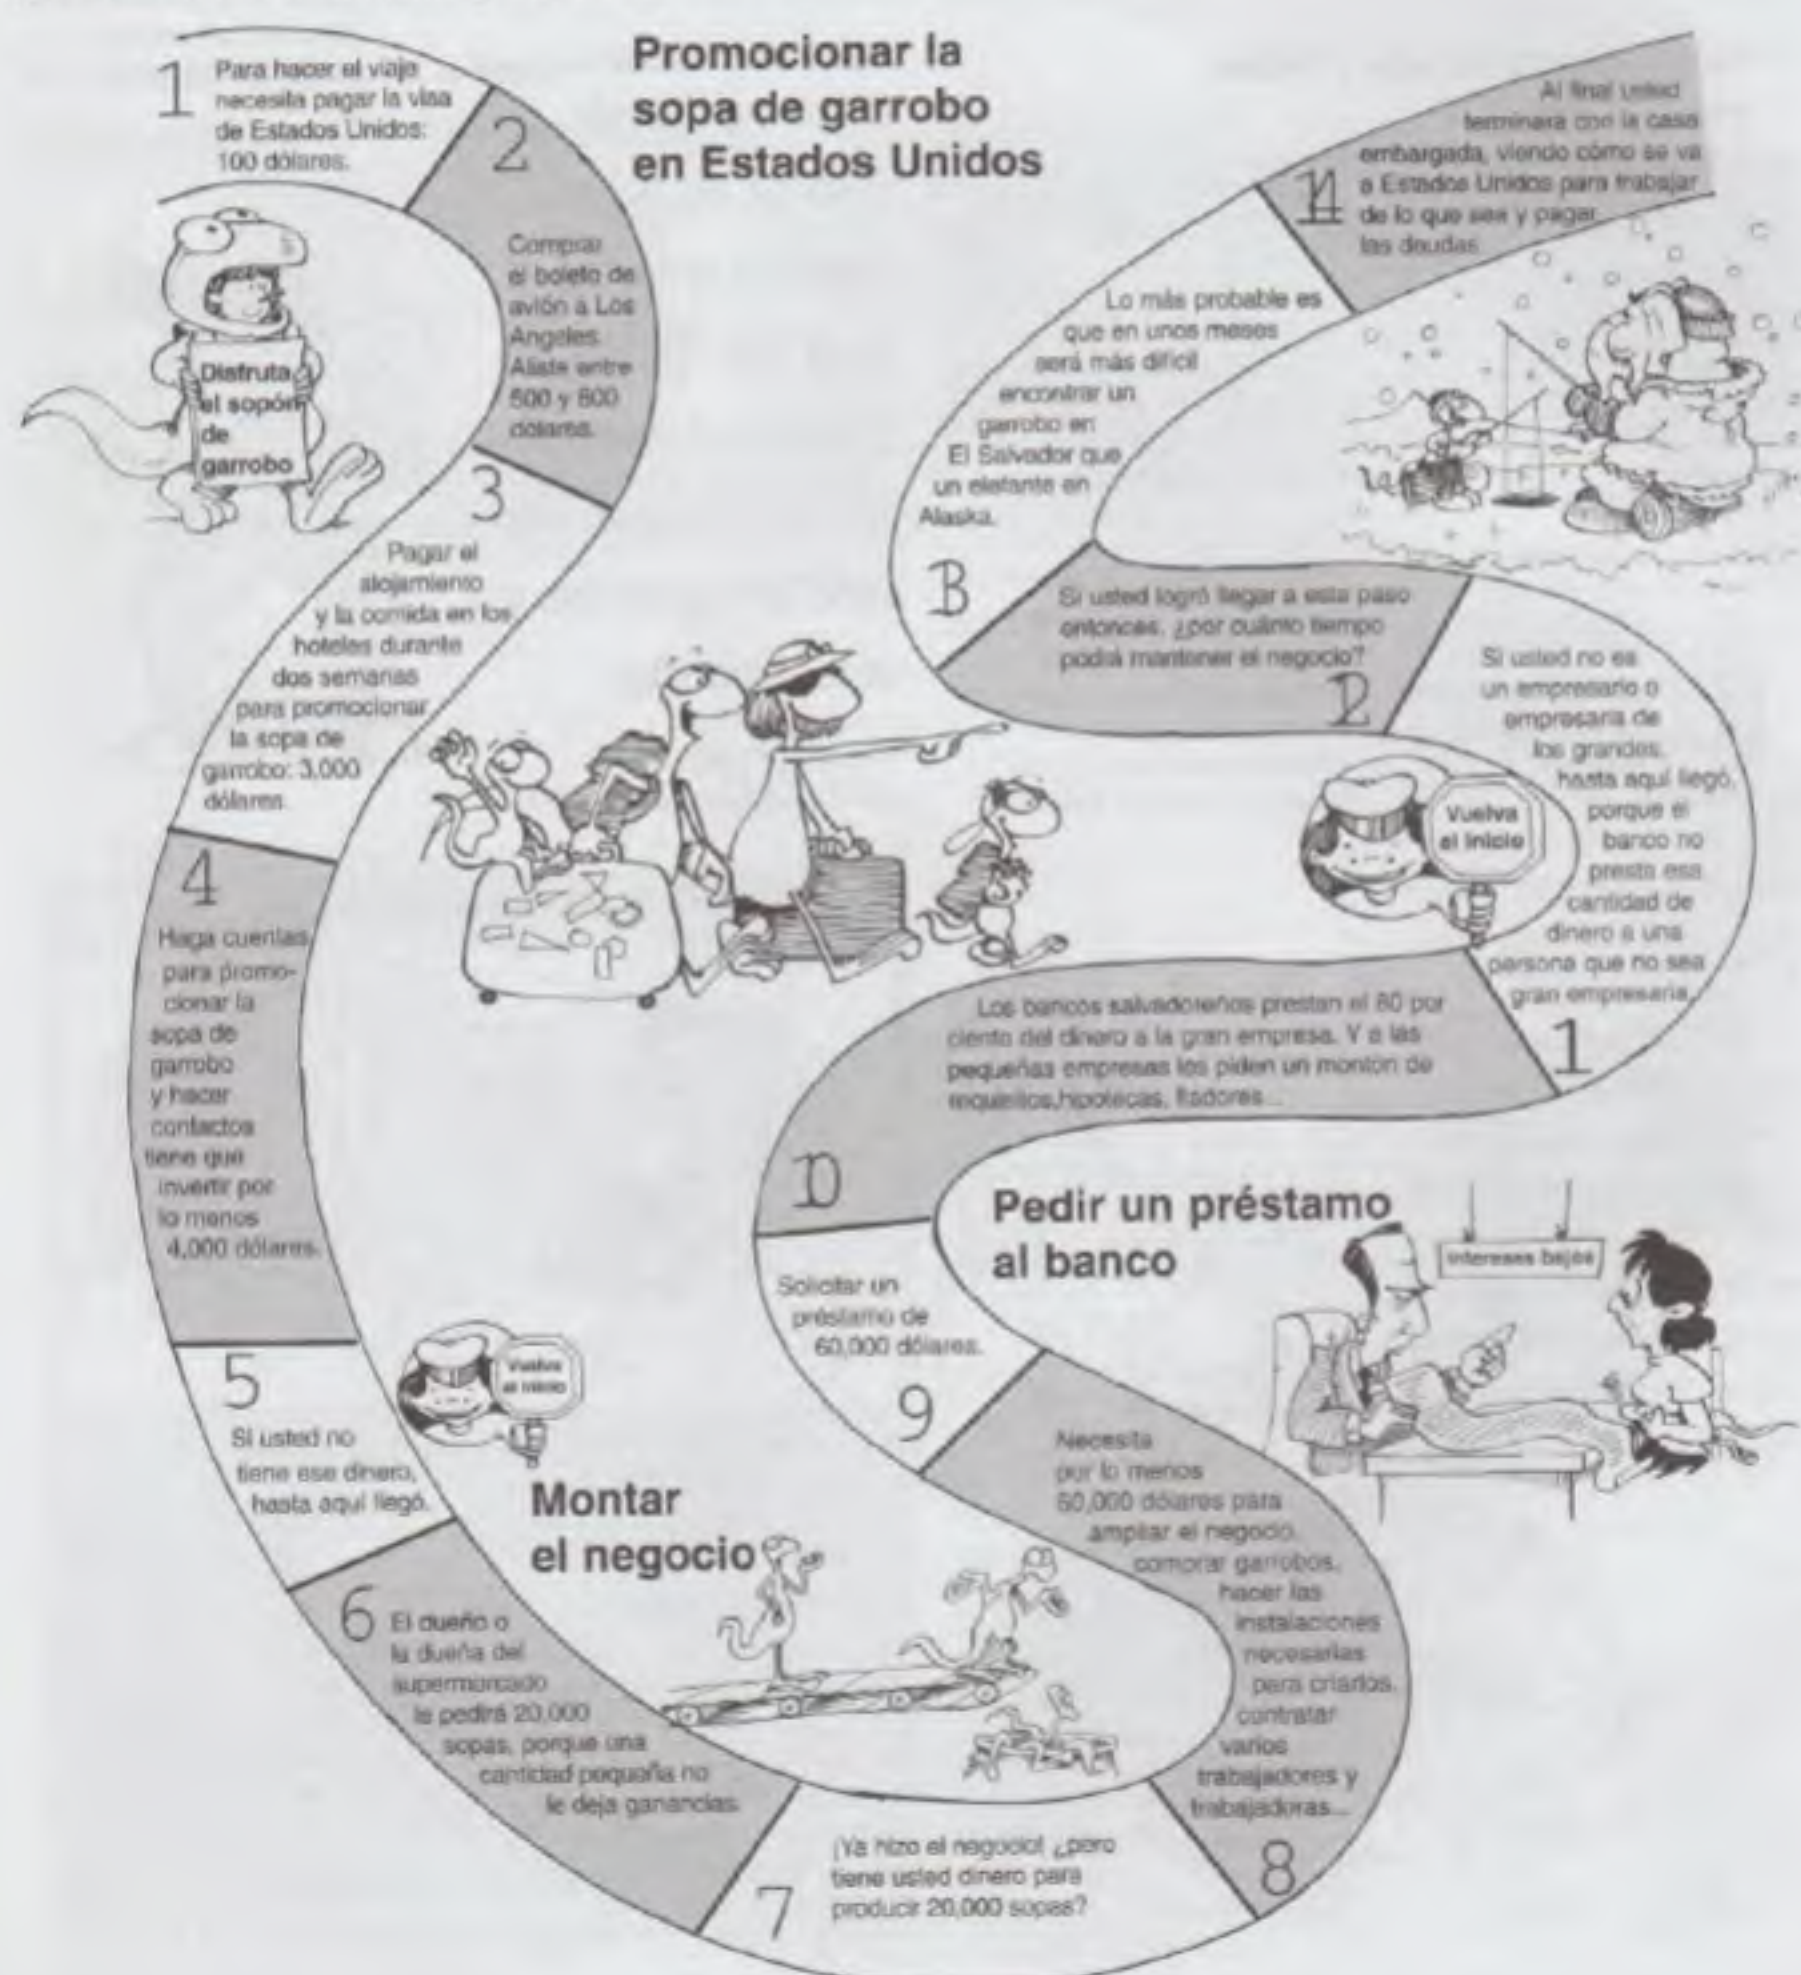 Promocionar la
sopa de garrobo
en Estados Unidos
1
Para hacer el viaje
necesita pagar la visa
de Estados Unidos:
100 dólares.
2
Comprar
el boleto de
avión a Los
Angeles.
Aliste entre
500 y 800
dólares.
Disfruta
el sopón
de
garrobo
3
Pagar el
alojamiento
y la comida en los
hoteles durante
dos semanas
para promocionar
la sopa de
garrobo: 3,000
dólares.
4
Haga cuentas,
para promo-
cionar la
sopa de
garrobo
y hacer
contactos
tiene que
invertir por
lo menos
4,000 dólares.
5
Si usted no
tiene ese dinero,
hasta aquí llegó.
Vuelva
al inicio
Montar
el negocio
6
El dueño o
la dueña del
supermercado
le pedirá 20,000
sopas, porque una
cantidad pequeña no
le deja ganancias.
7
¡Ya hizo el negocio! ¿pero
tiene usted dinero para
producir 20,000 sopas?
8
Necesita
por lo menos
60,000 dólares para
ampliar el negocio,
comprar garrobos,
hacer las
instalaciones
necesarias
para criarlos,
contratar
varios
trabajadores y
trabajadoras...
Pedir un préstamo
al banco
9
Solicitar un
préstamo de
60,000 dólares.
intereses bajos
10
Los bancos salvadoreños prestan el 80 por
ciento del dinero a la gran empresa. Y a las
pequeñas empresas les piden un montón de
requisitos,hipotecas, fiadores...
11
Si usted no es
un empresario o
empresaria de
los grandes,
hasta aquí llegó,
porque el
banco no
presta esa
cantidad de
dinero a una
persona que no sea
gran empresaria.
Vuelva
al inicio
12
Si usted logró llegar a este paso
entonces, ¿por cuánto tiempo
podrá mantener el negocio?
13
Lo más probable es
que en unos meses
será más difícil
encontrar un
garrobo en
El Salvador que
un elefante en
Alaska.
14
Al final usted
terminará con la casa
embargada, viendo cómo se va
a Estados Unidos para trabajar
de lo que sea y pagar
las deudas.